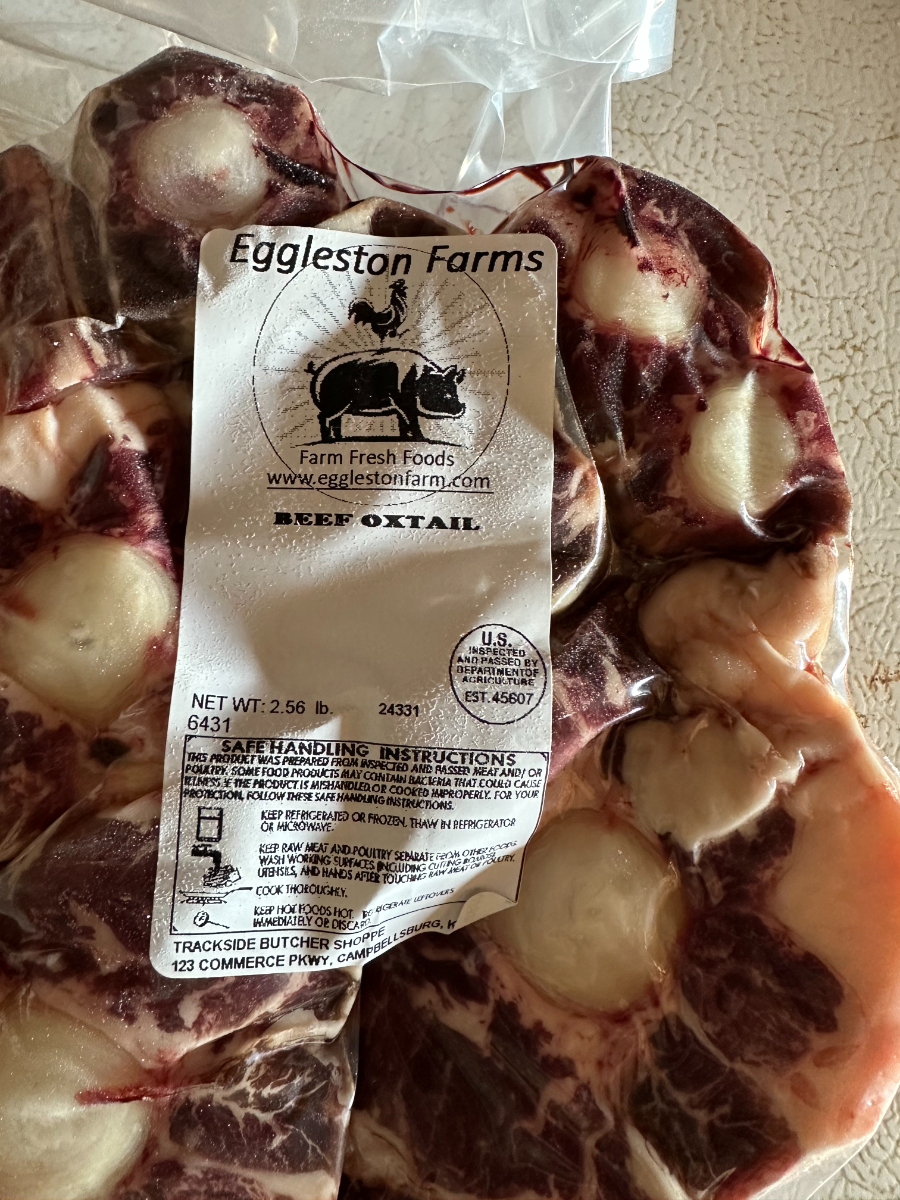 Eggleston Farms
Farm Fresh Foods
www.egglestonfarm.com
BEEF OXTAIL
U.S.
INSPECTED
AND PASSED BY
DEPARTMENT OF
AGRICULTURE
EST. 45607
NET WT: 2.56 lb. 24331
6431
SAFE HANDLING INSTRUCTIONS
THIS PRODUCT WAS PREPARED FROM INSPECTED AND PASSED MEAT AND/OR
POULTRY. SOME FOOD PRODUCTS MAY CONTAIN BACTERIA THAT COULD CAUSE
ILLNESS IF THE PRODUCT IS MISHANDLED OR COOKED IMPROPERLY. FOR YOUR
PROTECTION, FOLLOW THESE SAFE HANDLING INSTRUCTIONS.
KEEP REFRIGERATED OR FROZEN. THAW IN REFRIGERATOR
OR MICROWAVE.
KEEP RAW MEAT AND POULTRY SEPARATE FROM OTHER FOODS.
WASH WORKING SURFACES (INCLUDING CUTTING BOARDS),
UTENSILS, AND HANDS AFTER TOUCHING RAW MEAT OR POULTRY.
COOK THOROUGHLY.
KEEP HOT FOODS HOT. REFRIGERATE LEFTOVERS
IMMEDIATELY OR DISCARD
TRACKSIDE BUTCHER SHOPPE
123 COMMERCE PKWY, CAMPBELLSBURG, K